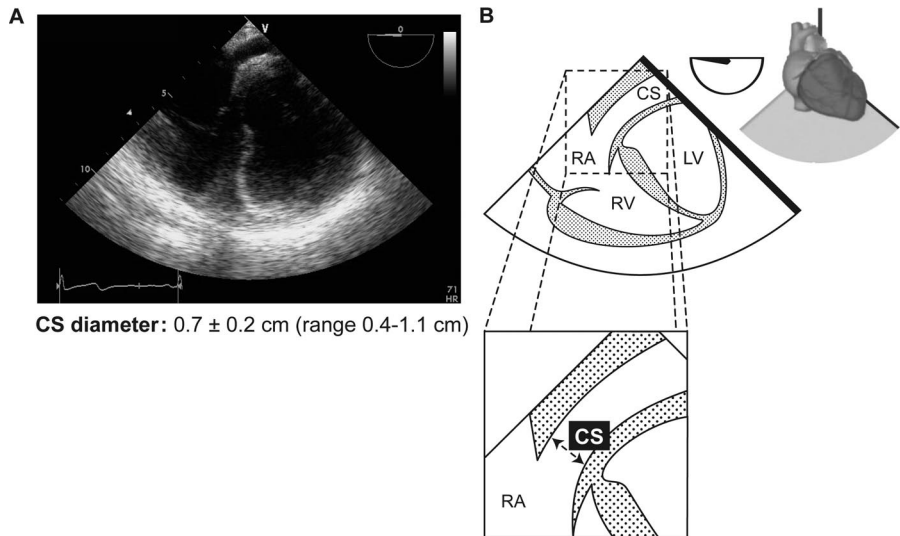 A
V
0
5
10
71
HR
CS diameter: 0.7 ± 0.2 cm (range 0.4-1.1 cm)
B
CS
RA
LV
RV
CS
RA